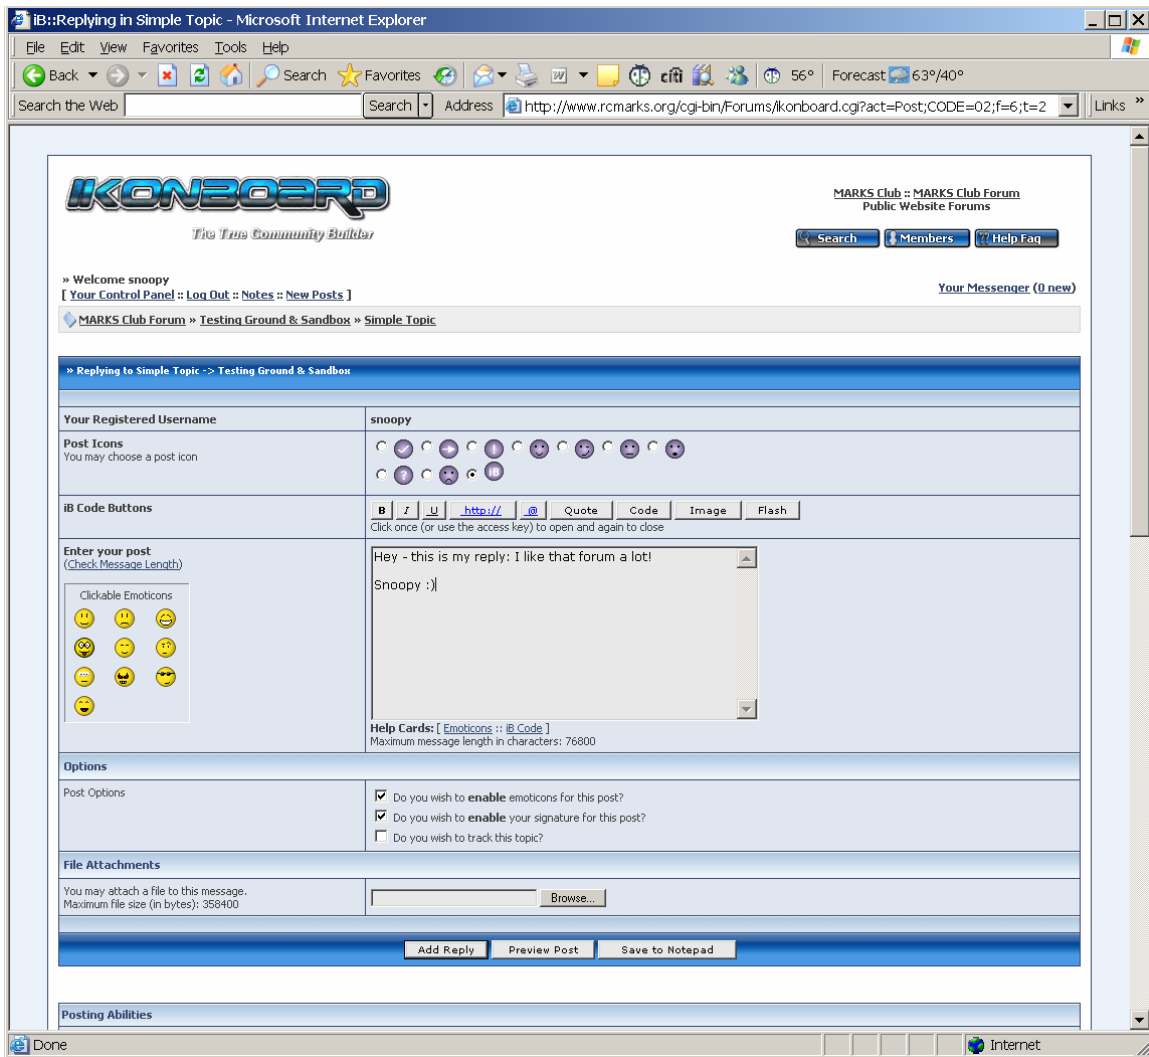 iB::Replying in Simple Topic - Microsoft Internet Explorer
File Edit View Favorites Tools Help
Back Search Favorites citi 56° Forecast 63°/40°
Search the Web Search Address http://www.rcmarks.org/cgi-bin/Forums/ikonboard.cgi?act=Post;CODE=02;f=6;t=2 Links »
IKONBOARD
The True Community Builder
MARKS Club :: MARKS Club Forum
Public Website Forums
Search Members Help Faq
» Welcome snoopy
[ Your Control Panel :: Log Out :: Notes :: New Posts ]
Your Messenger (0 new)
MARKS Club Forum » Testing Ground & Sandbox » Simple Topic
» Replying to Simple Topic -> Testing Ground & Sandbox
Your Registered Username snoopy
Post Icons
You may choose a post icon
iB
iB Code Buttons
B I U http:// @ Quote Code Image Flash
Click once (or use the access key) to open and again to close
Enter your post
(Check Message Length)
Clickable Emoticons
Hey - this is my reply: I like that forum a lot!
Snoopy :)
Help Cards: [ Emoticons :: iB Code ]
Maximum message length in characters: 76800
Options
Post Options
Do you wish to enable emoticons for this post?
Do you wish to enable your signature for this post?
Do you wish to track this topic?
File Attachments
You may attach a file to this message.
Maximum file size (in bytes): 358400
Browse...
Add Reply Preview Post Save to Notepad
Posting Abilities
Done Internet